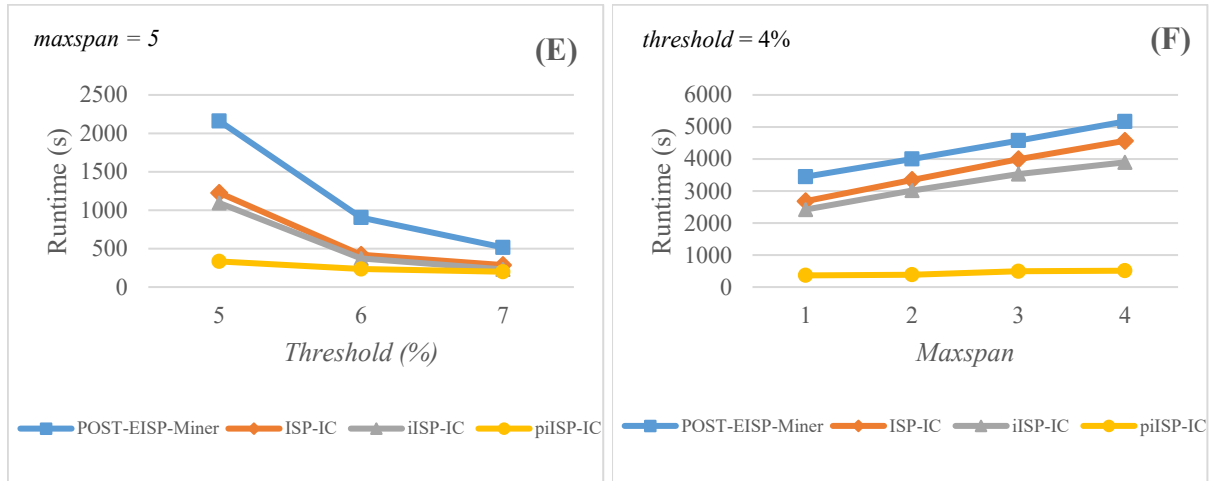 maxspan = 5
(E)
2500
2000
1500
1000
500
0
Runtime (s)
5 6 7
Threshold (%)
POST-EISP-Miner ISP-IC iISP-IC piISP-IC
threshold = 4%
(F)
6000
5000
4000
3000
2000
1000
0
Runtime (s)
1 2 3 4
Maxspan
POST-EISP-Miner ISP-IC iISP-IC piISP-IC